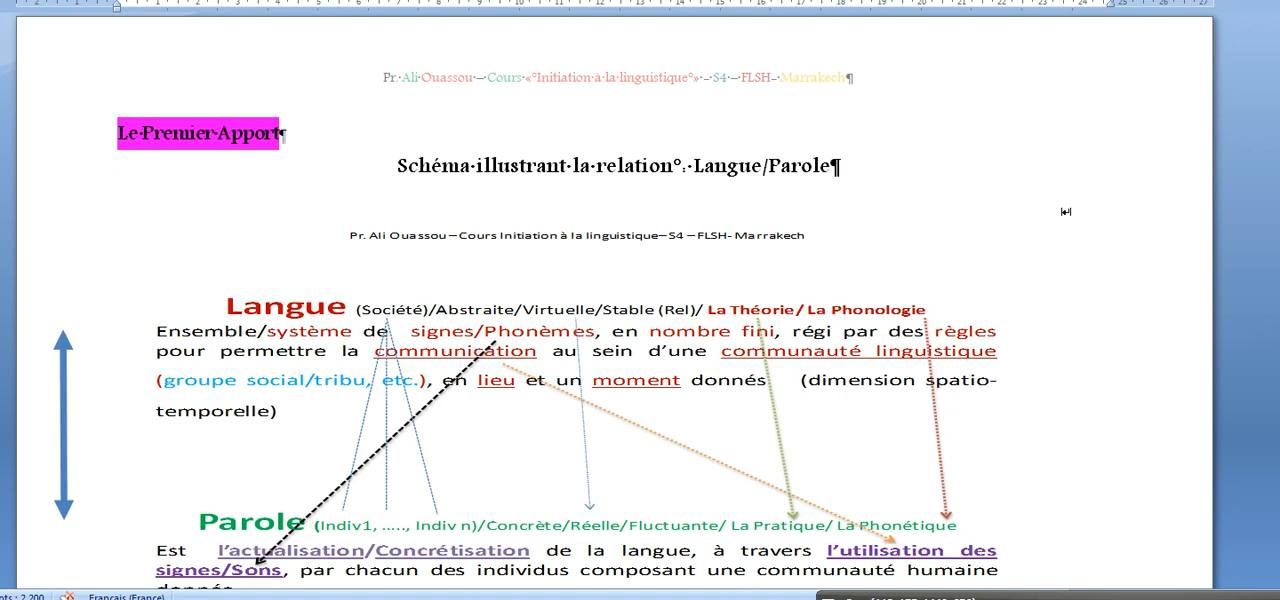 Pr. Ali Ouassou – Cours «°Initiation à la linguistique°» – S4 – FLSH– Marrakech¶
Le Premier Apport¶
Schéma illustrant la relation°: Langue/Parole¶
Pr. Ali Ouassou –Cours Initiation à la linguistique–S4 –FLSH- Marrakech
Langue (Société)/Abstraite/Virtuelle/Stable (Rel)/ La Théorie/ La Phonologie
Ensemble/système de signes/Phonèmes, en nombre fini, régi par des règles
pour permettre la communication au sein d’une communauté linguistique
(groupe social/tribu, etc.), en lieu et un moment donnés (dimension spatio-
temporelle)
Parole (Indiv1, ....., Indiv n)/Concrète/Réelle/Fluctuante/ La Pratique/ La Phonétique
Est l’actualisation/Concrétisation de la langue, à travers l’utilisation des
signes/Sons, par chacun des individus composant une communauté humaine
Français (France)